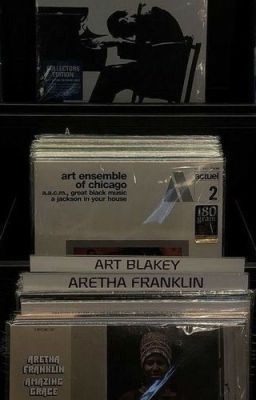 COLLECTORS
EDITION
art ensemble
of chicago
a.a.c.m., great black music
a jackson in your house
actuel
2
180
gram
ART BLAKEY
ARETHA FRANKLIN
ARETHA
FRANKLIN
AMAZING
GRACE